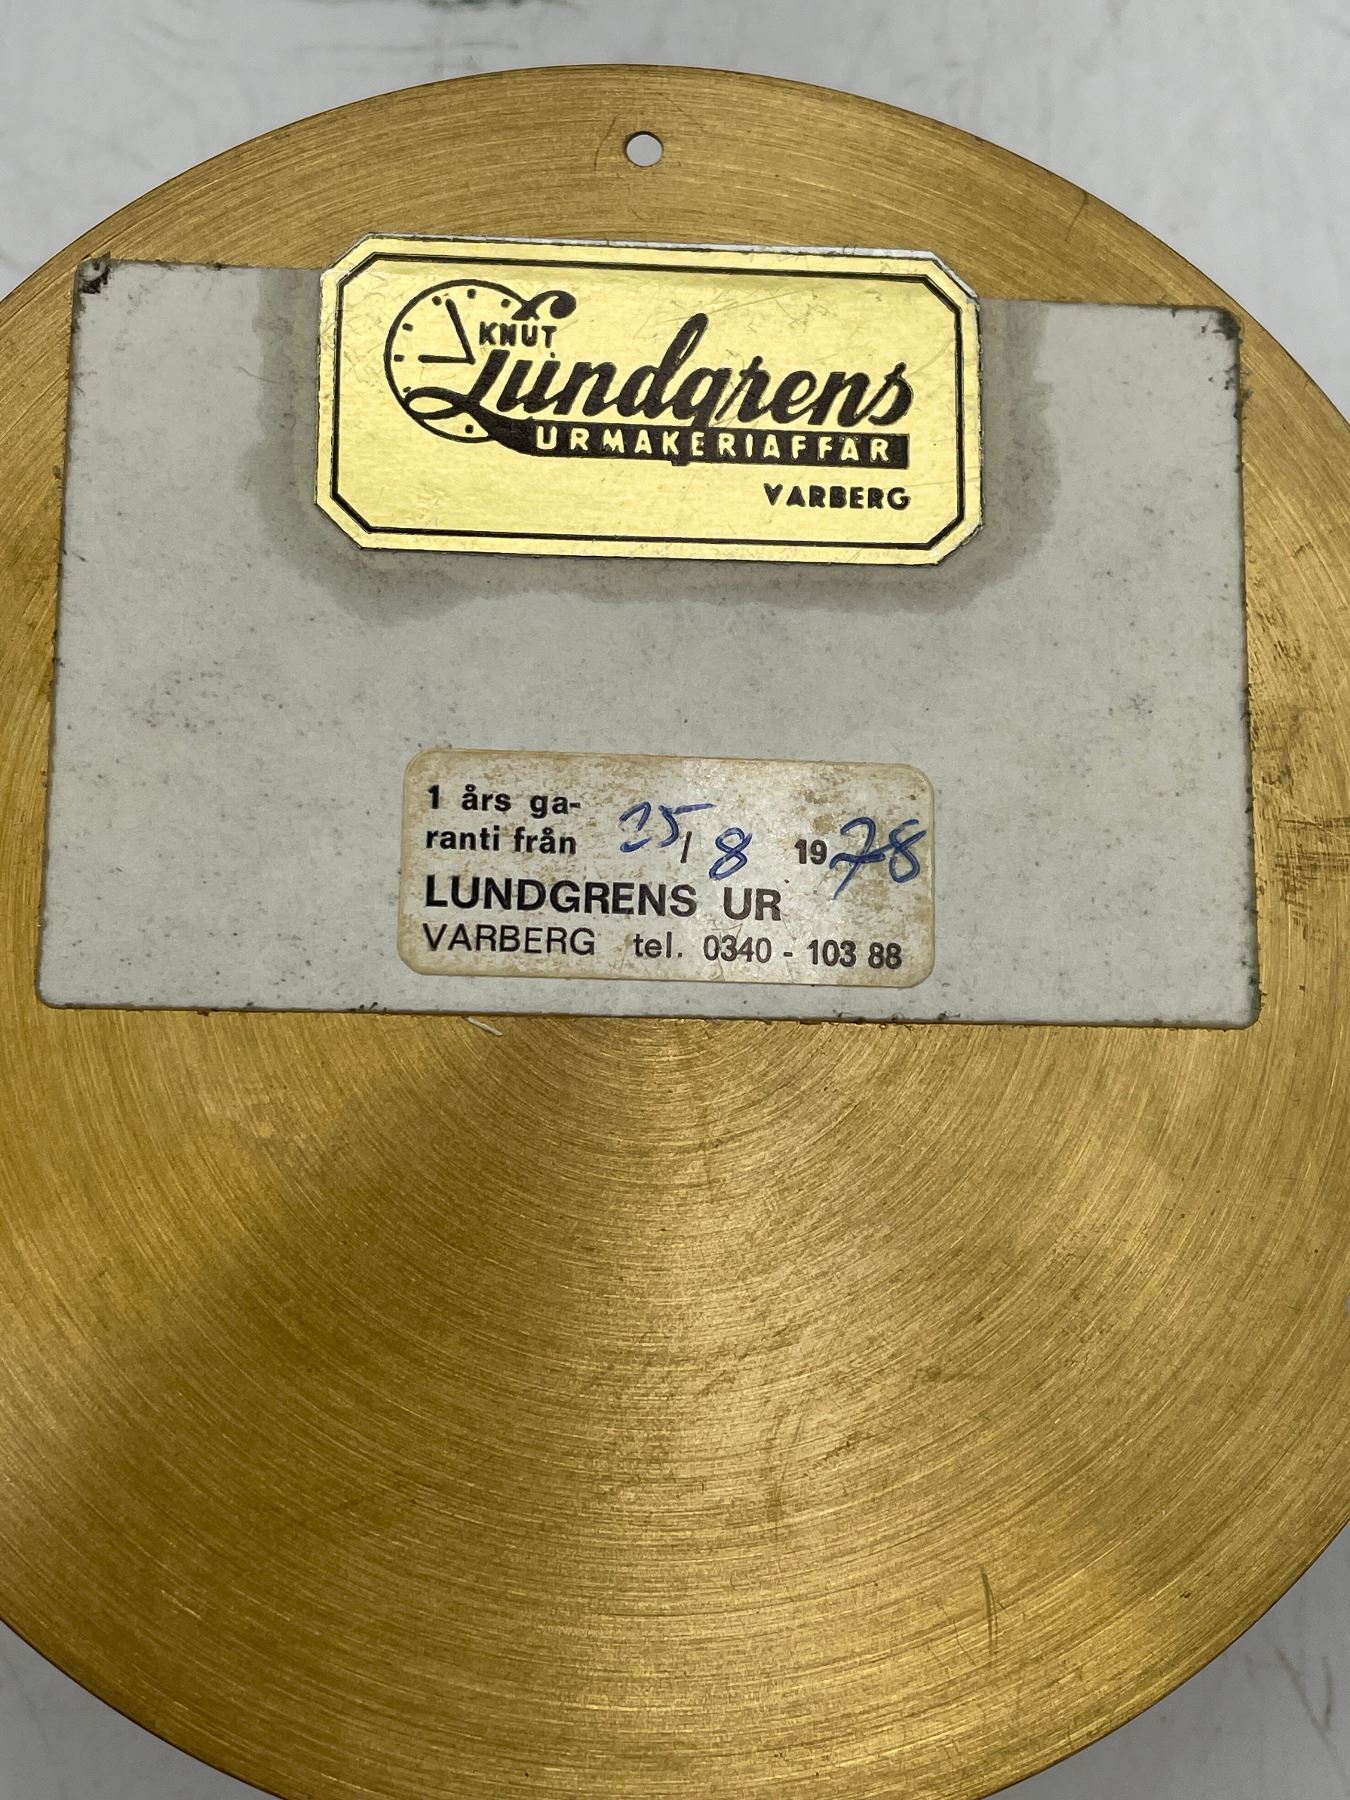 KNUT
Lundgrens
URMAKERIAFFÄR
VARBERG
1 års ga-
ranti från 25/8 1978
LUNDGRENS UR
VARBERG tel. 0340 - 103 88